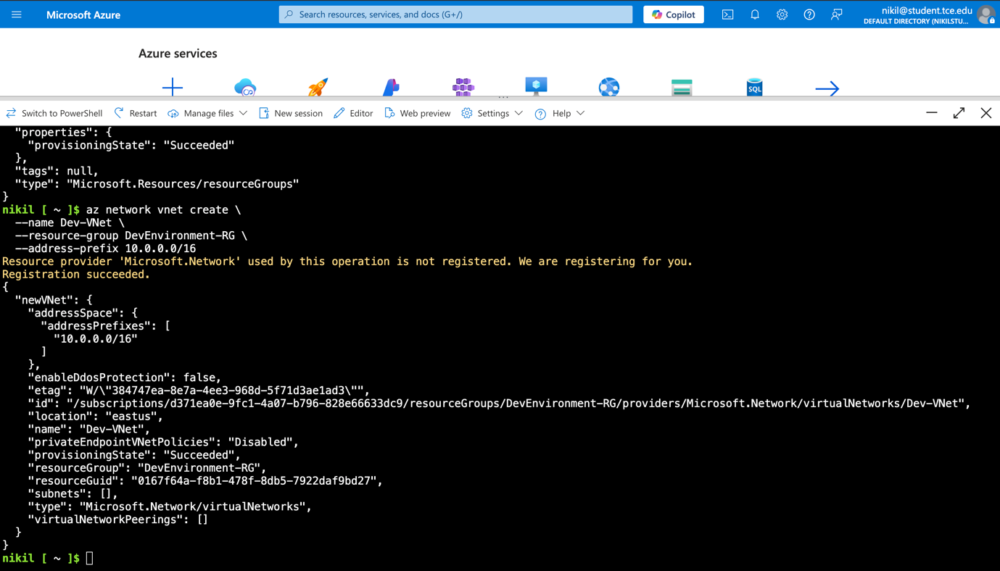 Microsoft Azure
Search resources, services, and docs (G+/)
Copilot
nikil@student.tce.edu
DEFAULT DIRECTORY (NIKILSTU...
Azure services
SQL
Switch to PowerShell
Restart
Manage files
New session
Editor
Web preview
Settings
Help
"properties": {
"provisioningState": "Succeeded"
},
"tags": null,
"type": "Microsoft.Resources/resourceGroups"
}
nikil [ ~ ]$ az network vnet create \
--name Dev-VNet \
--resource-group DevEnvironment-RG \
--address-prefix 10.0.0.0/16
Resource provider 'Microsoft.Network' used by this operation is not registered. We are registering for you.
Registration succeeded.
{
"newVNet": {
"addressSpace": {
"addressPrefixes": [
"10.0.0.0/16"
]
},
"enableDdosProtection": false,
"etag": "W/\"384747ea-8e7a-4ee3-968d-5f71d3ae1ad3\"",
"id": "/subscriptions/d371ea0e-9fc1-4a07-b796-828e66633dc9/resourceGroups/DevEnvironment-RG/providers/Microsoft.Network/virtualNetworks/Dev-VNet",
"location": "eastus",
"name": "Dev-VNet",
"privateEndpointVNetPolicies": "Disabled",
"provisioningState": "Succeeded",
"resourceGroup": "DevEnvironment-RG",
"resourceGuid": "0167f64a-f8b1-478f-8db5-7922daf9bd27",
"subnets": [],
"type": "Microsoft.Network/virtualNetworks",
"virtualNetworkPeerings": []
}
}
nikil [ ~ ]$